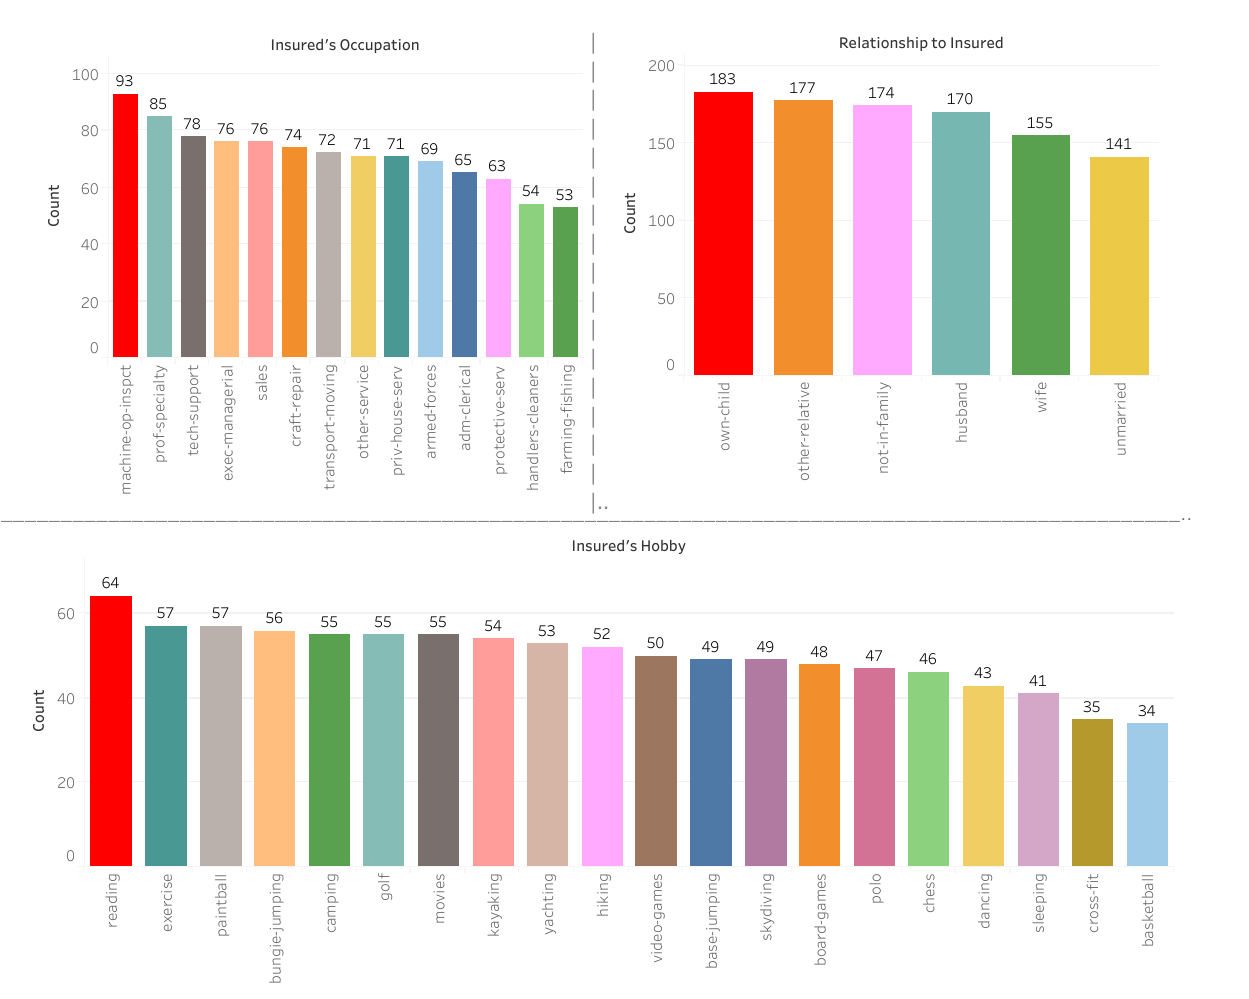 Insured's Occupation
Count
100
80
60
40
20
0
93
85
78
76
76
74
72
71
71
69
65
63
54
53
machine-op-inspct
prof-specialty
tech-support
exec-managerial
sales
craft-repair
transport-moving
other-service
priv-house-serv
armed-forces
adm-clerical
protective-serv
handlers-cleaners
farming-fishing
Relationship to Insured
Count
200
150
100
50
0
183
177
174
170
155
141
own-child
other-relative
not-in-family
husband
wife
unmarried
Insured's Hobby
Count
60
40
20
0
64
57
57
56
55
55
55
54
53
52
50
49
49
48
47
46
43
41
35
34
reading
exercise
paintball
bungie-jumping
camping
golf
movies
kayaking
yachting
hiking
video-games
base-jumping
skydiving
board-games
polo
chess
dancing
sleeping
cross-fit
basketball